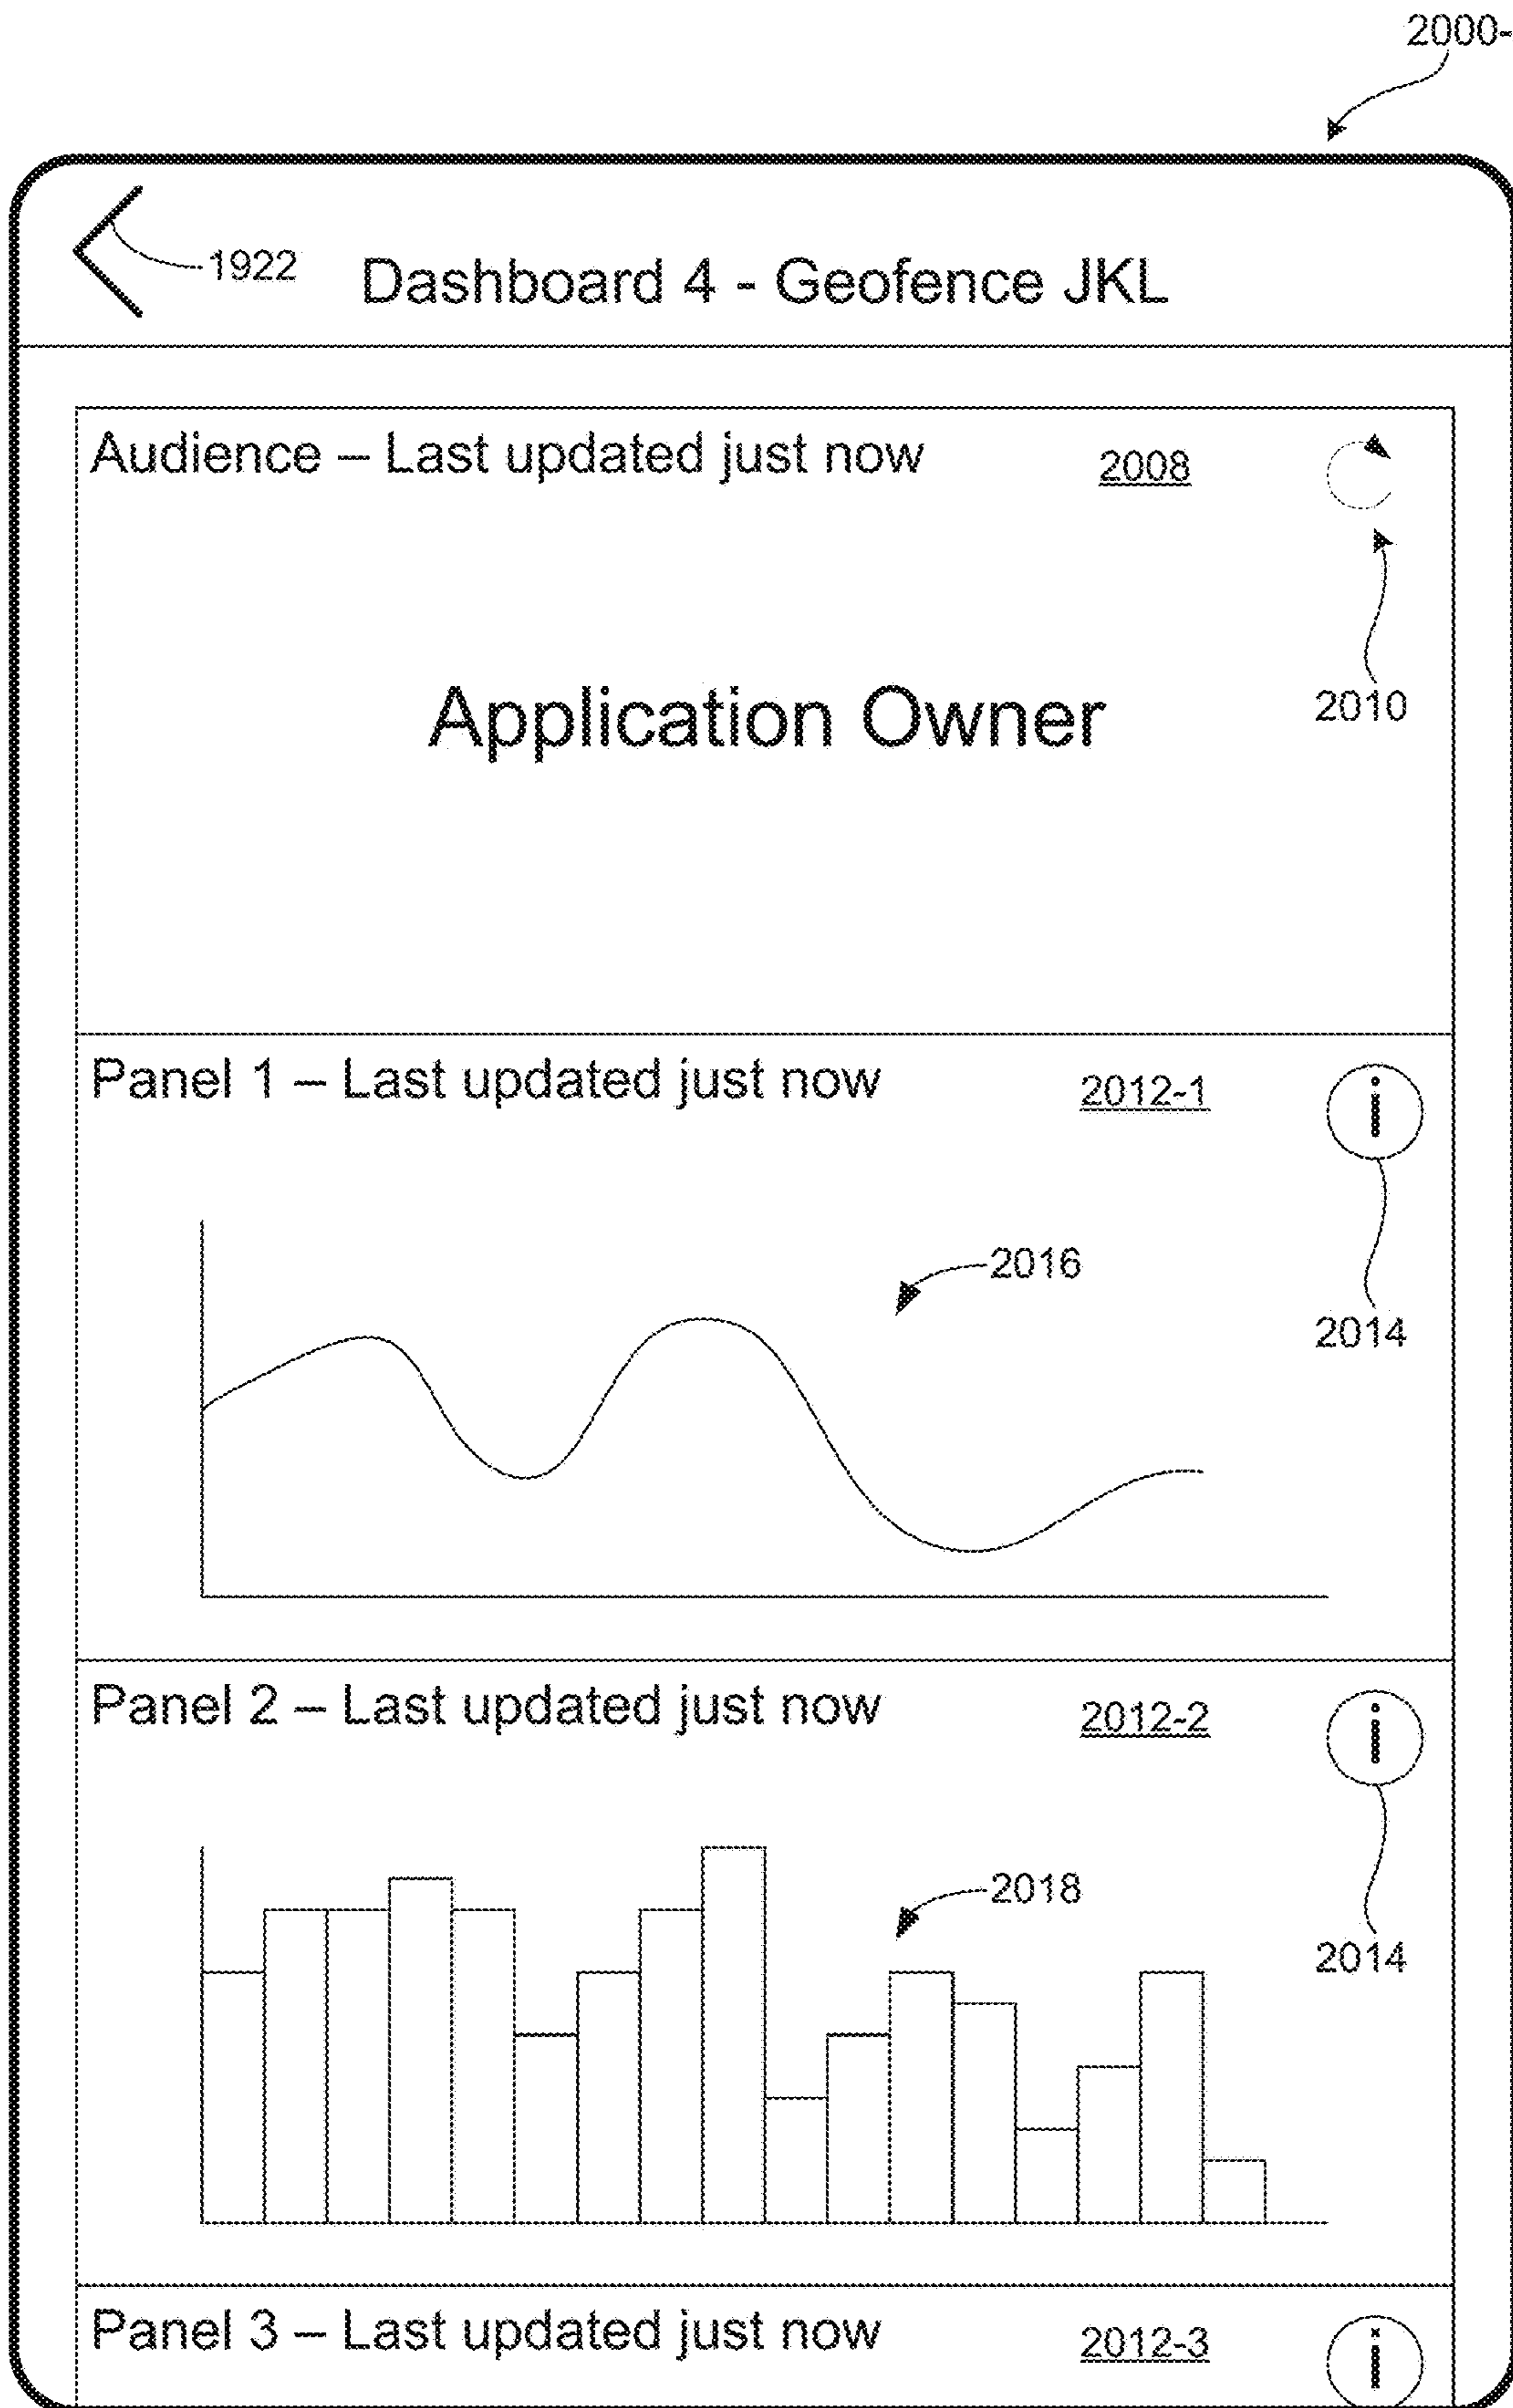 2000-
1922
Dashboard 4 - Geofence JKL
Audience – Last updated just now
2008
2010
Application Owner
Panel 1 – Last updated just now
2012-1
i
2016
2014
Panel 2 – Last updated just now
2012-2
i
2018
2014
Panel 3 – Last updated just now
2012-3
i